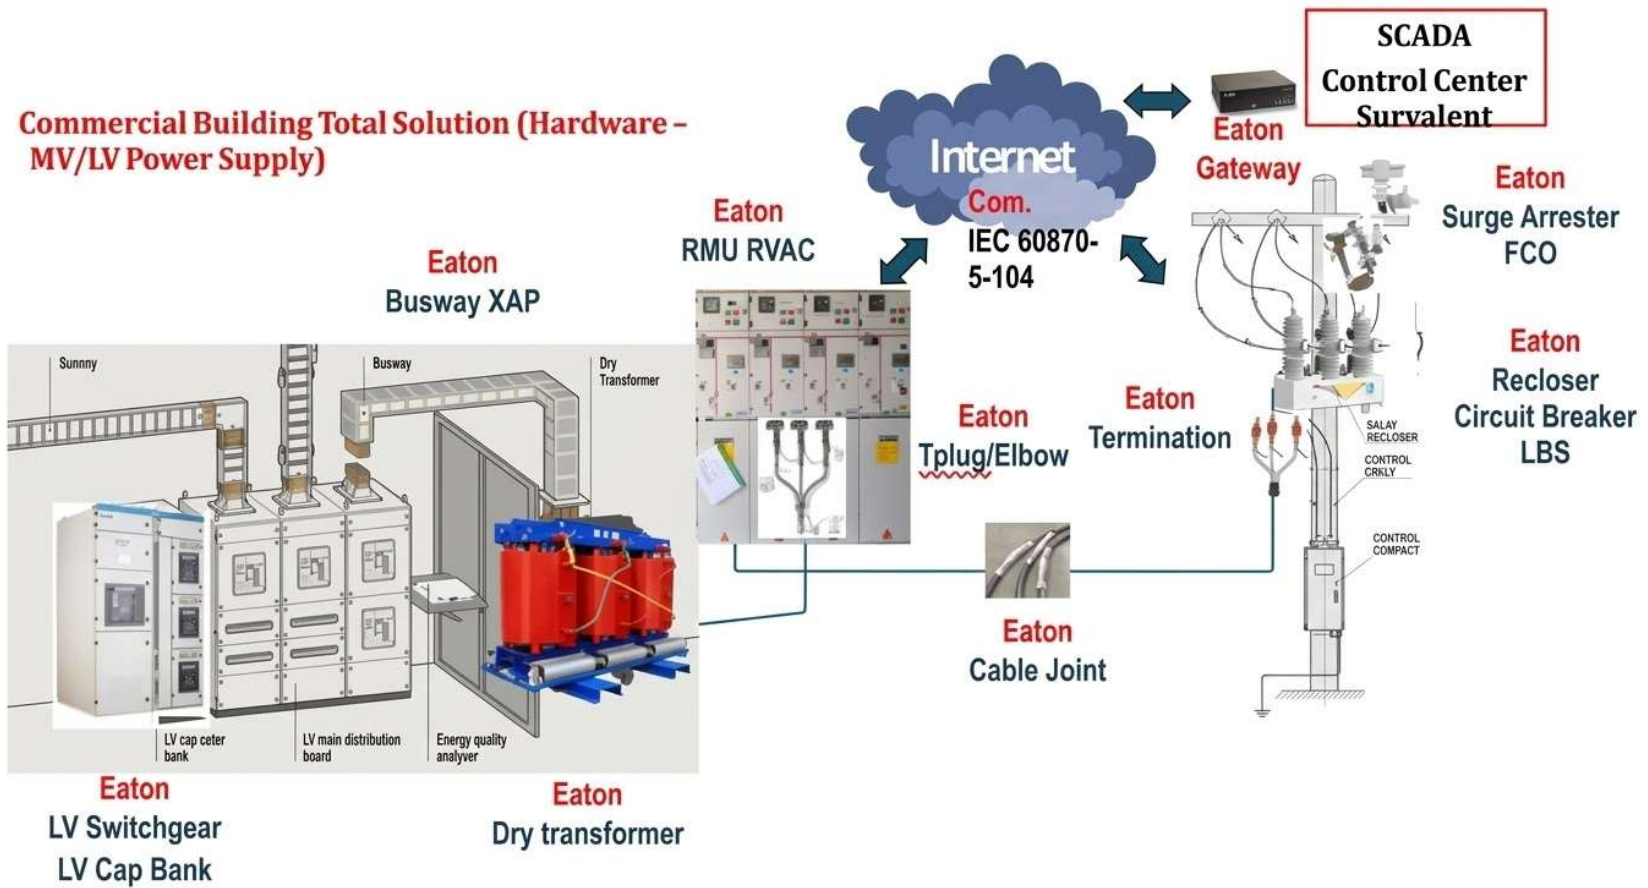 SCADA
Control Center
Survalent
Commercial Building Total Solution (Hardware –
MV/LV Power Supply)
Internet
Com.
IEC 60870-
5-104
Eaton
Gateway
Eaton
Surge Arrester
FCO
Eaton
RMU RVAC
Eaton
Busway XAP
Sunnny
Busway
Dry
Transformer
Eaton
Recloser
Circuit Breaker
LBS
Eaton
Tplug/Elbow
Eaton
Termination
SALAY
RECLOSER
CONTROL
CRKLY
CONTROL
COMPACT
Eaton
Cable Joint
LV cap ceter
bank
LV main distribution
board
Energy quality
analyver
Eaton
LV Switchgear
LV Cap Bank
Eaton
Dry transformer